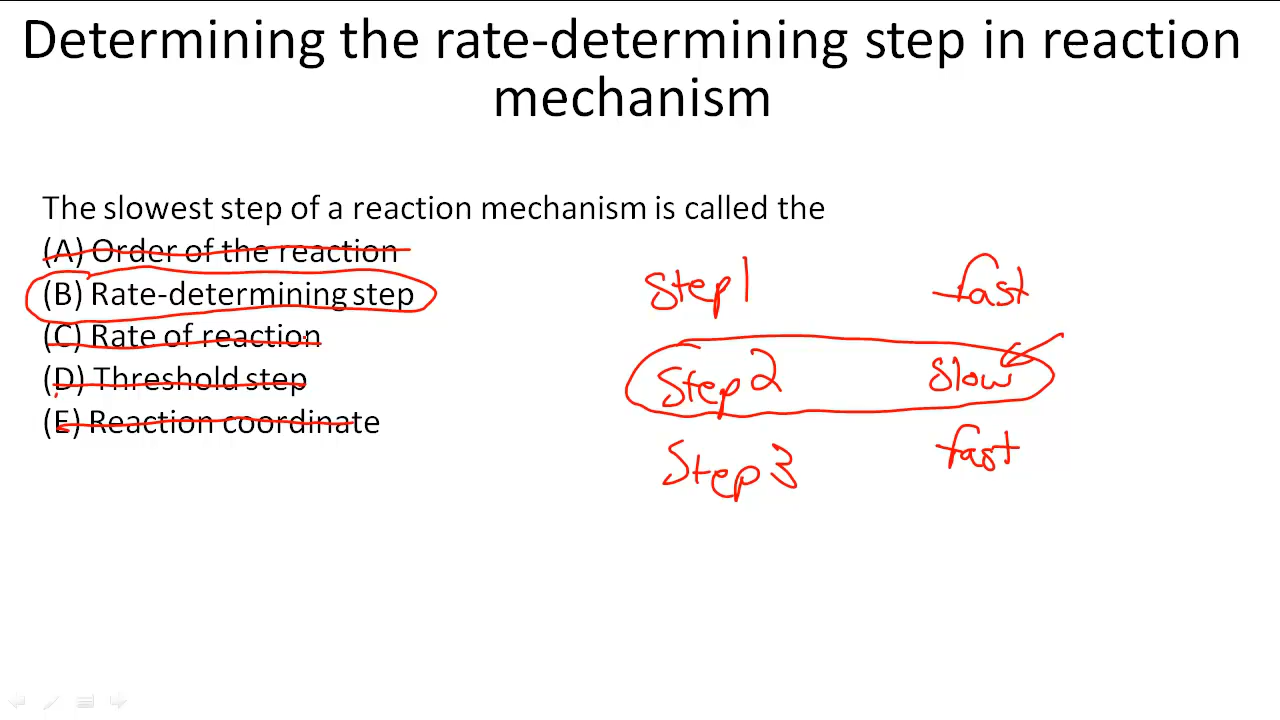 Determining the rate-determining step in reaction
mechanism
The slowest step of a reaction mechanism is called the
(A) Order of the reaction
(B) Rate-determining step
(C) Rate of reaction
(D) Threshold step
(E) Reaction coordinate
Step 1 fast
Step 2 Slow
Step 3 fast